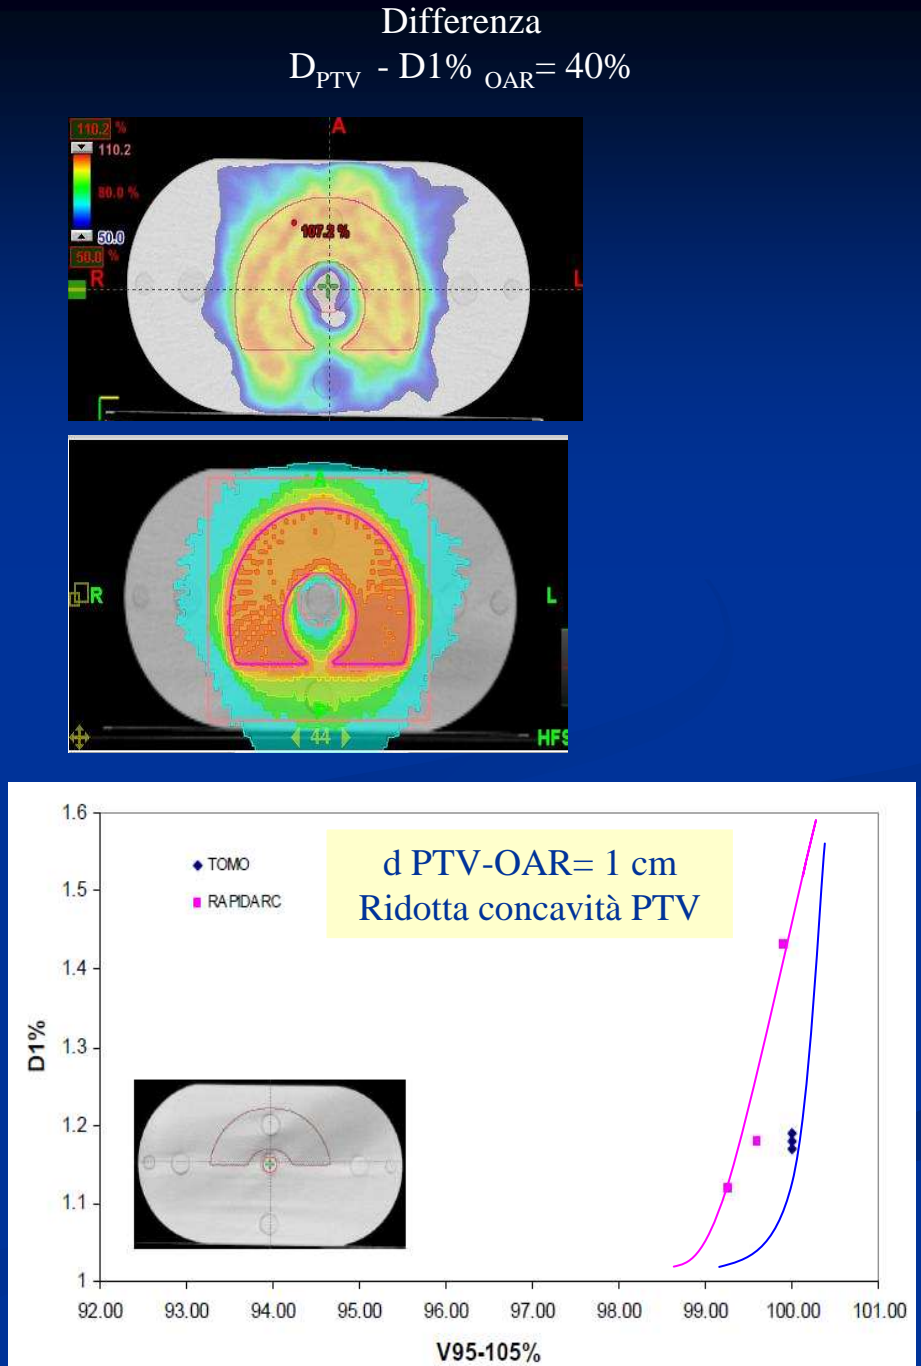 Differenza
D_PTV - D1% _OAR= 40%
110.2 %
110.2
80.0 %
50.0
50.0 %
A
R
L
107.2 %
A
R
L
44
HFS
1.6
1.5
1.4
1.3
1.2
1.1
1
D1%
TOMO
RAPIDARC
d PTV-OAR= 1 cm
Ridotta concavità PTV
92.00 93.00 94.00 95.00 96.00 97.00 98.00 99.00 100.00 101.00
V95-105%